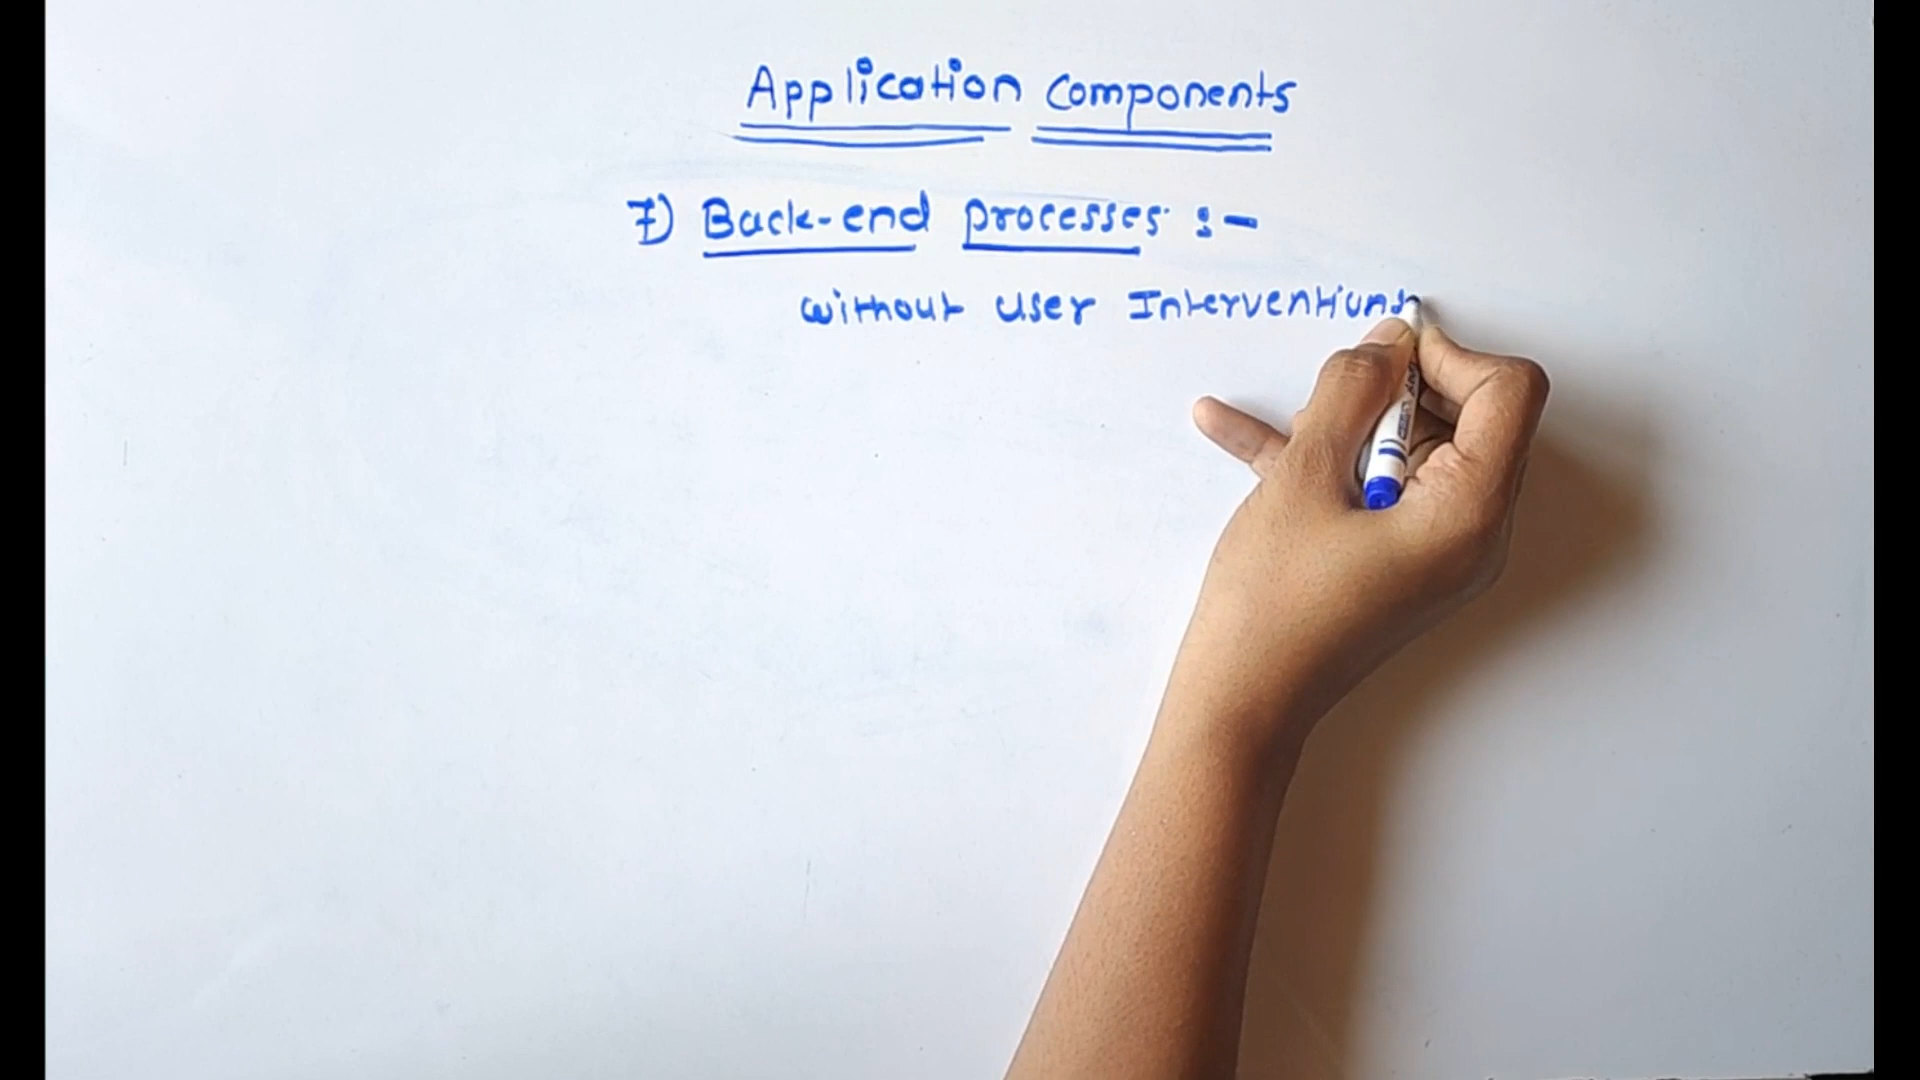 Application Components
7) Back-end processes :-
without user Interventions